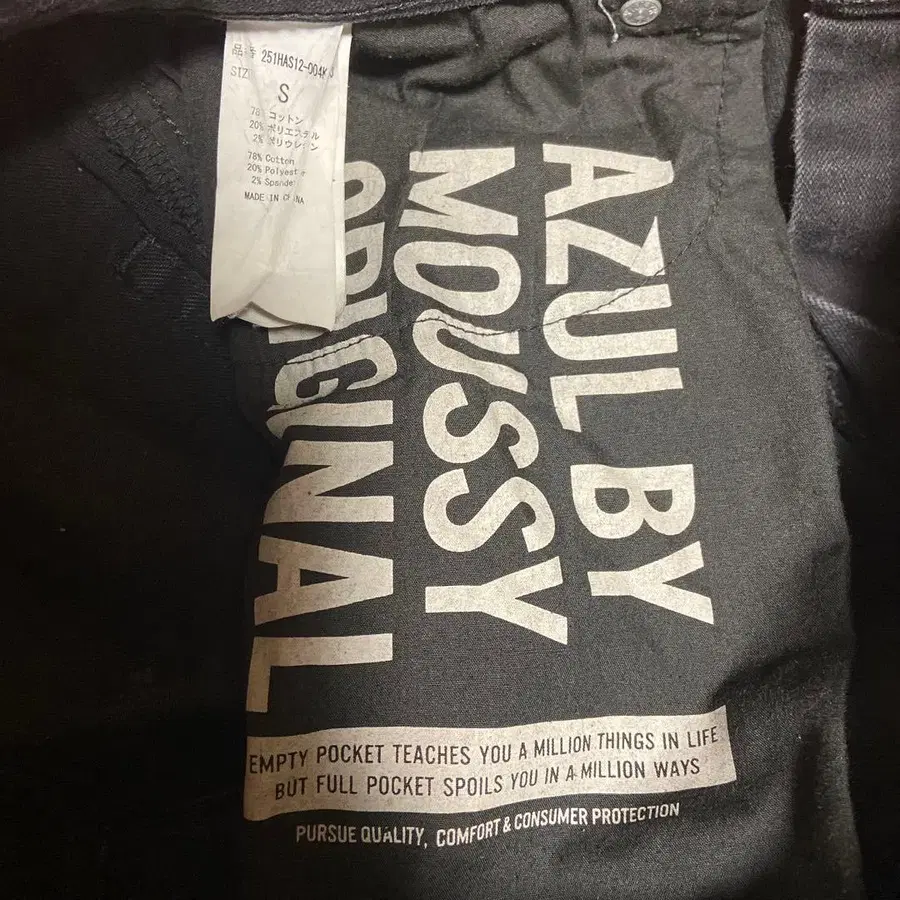 品番 251HAS12-004K
SIZ
S
78% コットン
20% ポリエステル
2% ポリウレタン
78% Cotton
20% Polyester
2% Spandex
MADE IN CHINA
AZUL BY
MOUSSY
ORIGINAL
EMPTY POCKET TEACHES YOU A MILLION THINGS IN LIFE
BUT FULL POCKET SPOILS YOU IN A MILLION WAYS
PURSUE QUALITY, COMFORT & CONSUMER PROTECTION